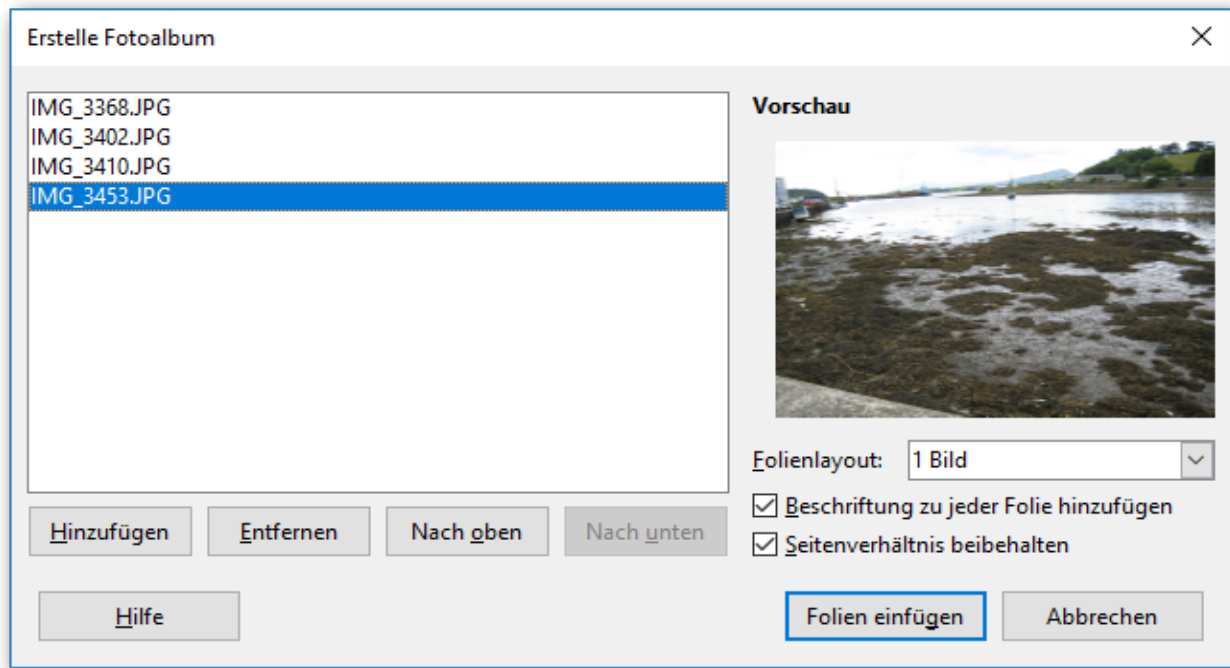 Erstelle Fotoalbum
IMG_3368.JPG
IMG_3402.JPG
IMG_3410.JPG
IMG_3453.JPG
Hinzufügen Entfernen Nach oben Nach unten
Vorschau
Folienlayout: 1 Bild
Beschriftung zu jeder Folie hinzufügen
Seitenverhältnis beibehalten
Hilfe Folien einfügen Abbrechen